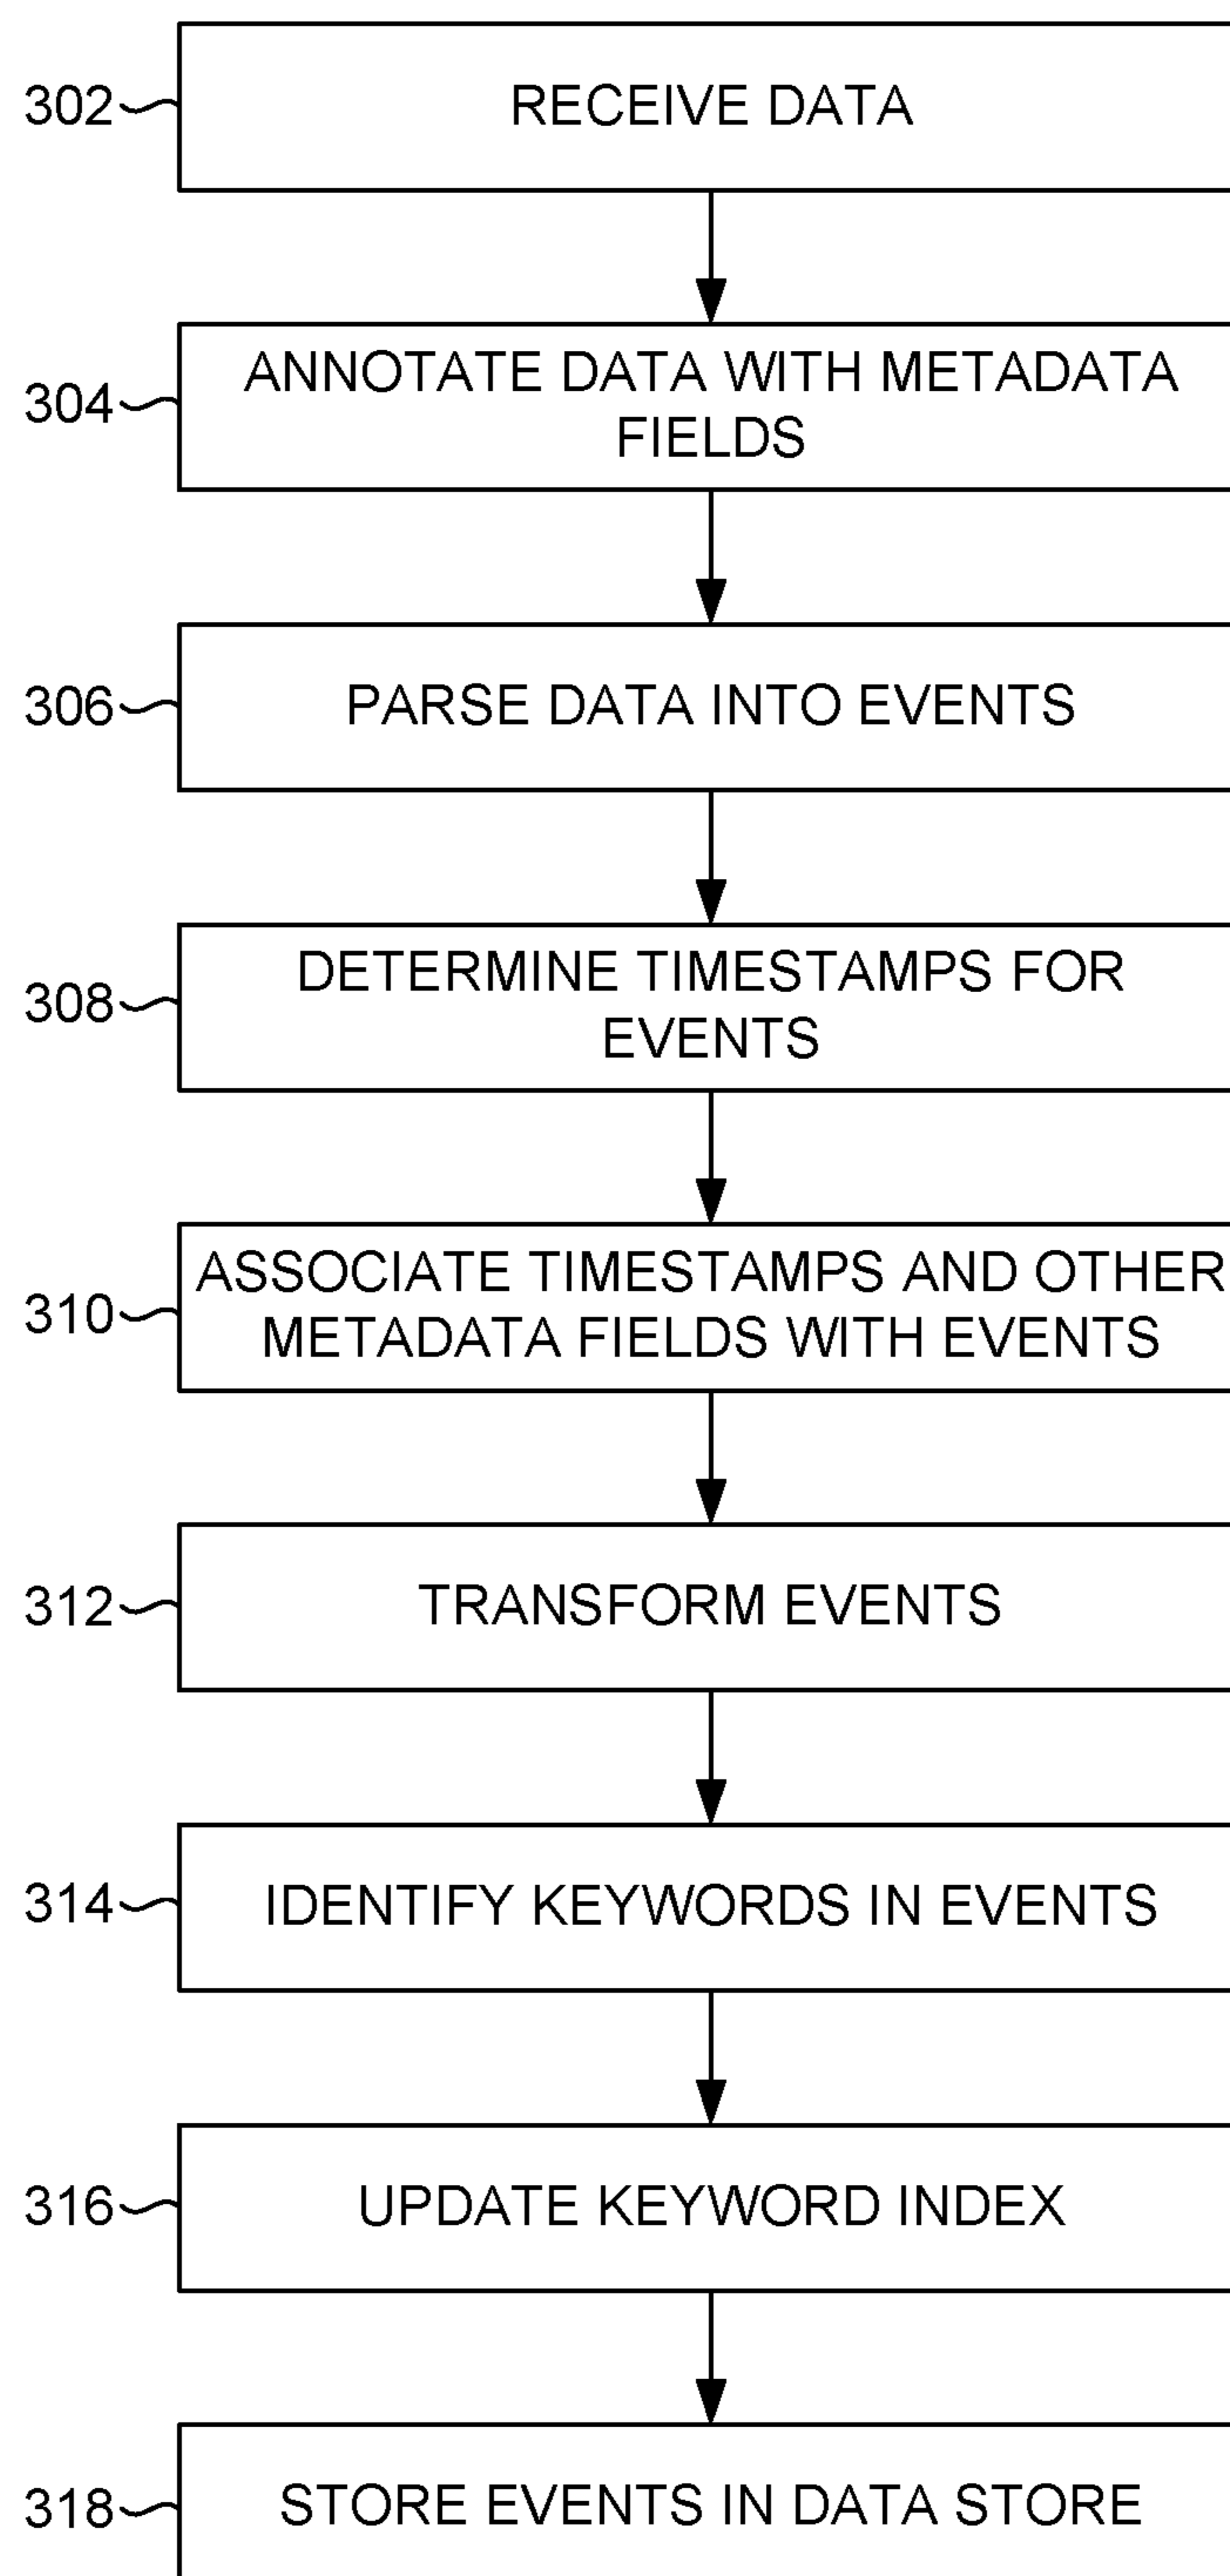 302
RECEIVE DATA
304
ANNOTATE DATA WITH METADATA
FIELDS
306
PARSE DATA INTO EVENTS
308
DETERMINE TIMESTAMPS FOR
EVENTS
310
ASSOCIATE TIMESTAMPS AND OTHER
METADATA FIELDS WITH EVENTS
312
TRANSFORM EVENTS
314
IDENTIFY KEYWORDS IN EVENTS
316
UPDATE KEYWORD INDEX
318
STORE EVENTS IN DATA STORE